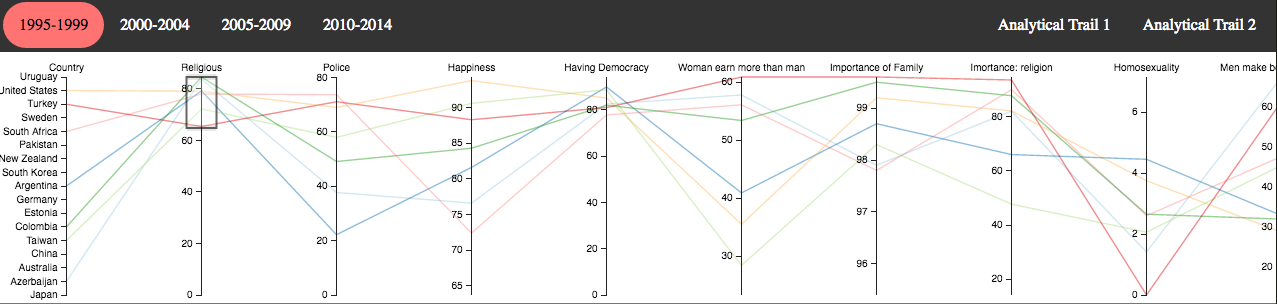 1995-1999 2000-2004 2005-2009 2010-2014 Analytical Trail 1 Analytical Trail 2
Country Religious Police Happiness Having Democracy Woman earn more than man Importance of Family Imortance: religion Homosexuality Men make b
Uruguay
United States
Turkey
Sweden
South Africa
Pakistan
New Zealand
South Korea
Argentina
Germany
Estonia
Colombia
Taiwan
China
Australia
Azerbaijan
Japan
80
60
40
20
0
80
60
40
20
0
90
85
80
75
70
65
80
60
40
20
0
60
50
40
30
99
98
97
96
80
60
40
20
6
4
2
0
60
50
40
30
20